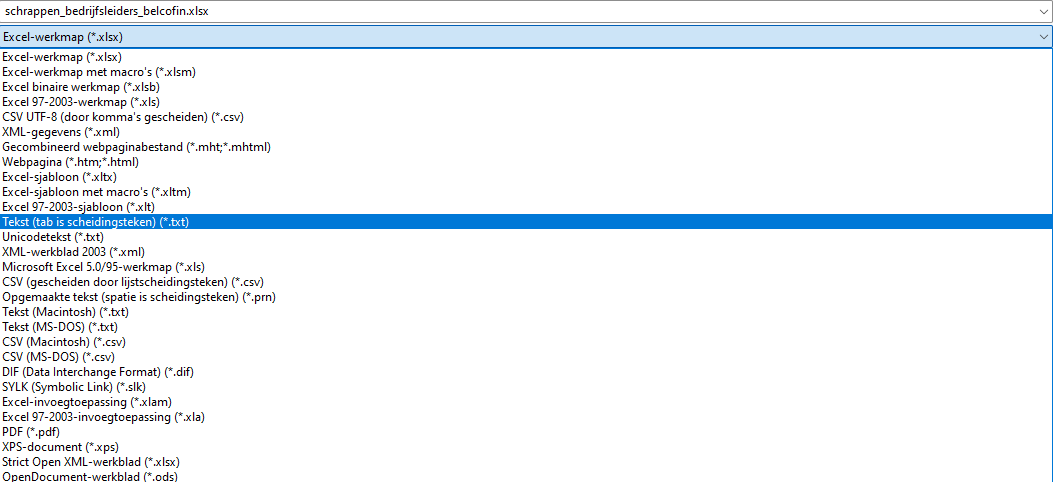 schrappen_bedrijfsleiders_belcofin.xlsx
Excel-werkmap (*.xlsx)
Excel-werkmap (*.xlsx)
Excel-werkmap met macro's (*.xlsm)
Excel binaire werkmap (*.xlsb)
Excel 97-2003-werkmap (*.xls)
CSV UTF-8 (door komma's gescheiden) (*.csv)
XML-gegevens (*.xml)
Gecombineerd webpaginabestand (*.mht;*.mhtml)
Webpagina (*.htm;*.html)
Excel-sjabloon (*.xltx)
Excel-sjabloon met macro's (*.xltm)
Excel 97-2003-sjabloon (*.xlt)
Tekst (tab is scheidingsteken) (*.txt)
Unicodetekst (*.txt)
XML-werkblad 2003 (*.xml)
Microsoft Excel 5.0/95-werkmap (*.xls)
CSV (gescheiden door lijstscheidingsteken) (*.csv)
Opgemaakte tekst (spatie is scheidingsteken) (*.prn)
Tekst (Macintosh) (*.txt)
Tekst (MS-DOS) (*.txt)
CSV (Macintosh) (*.csv)
CSV (MS-DOS) (*.csv)
DIF (Data Interchange Format) (*.dif)
SYLK (Symbolic Link) (*.slk)
Excel-invoegtoepassing (*.xlam)
Excel 97-2003-invoegtoepassing (*.xla)
PDF (*.pdf)
XPS-document (*.xps)
Strict Open XML-werkblad (*.xlsx)
OpenDocument-werkblad (*.ods)